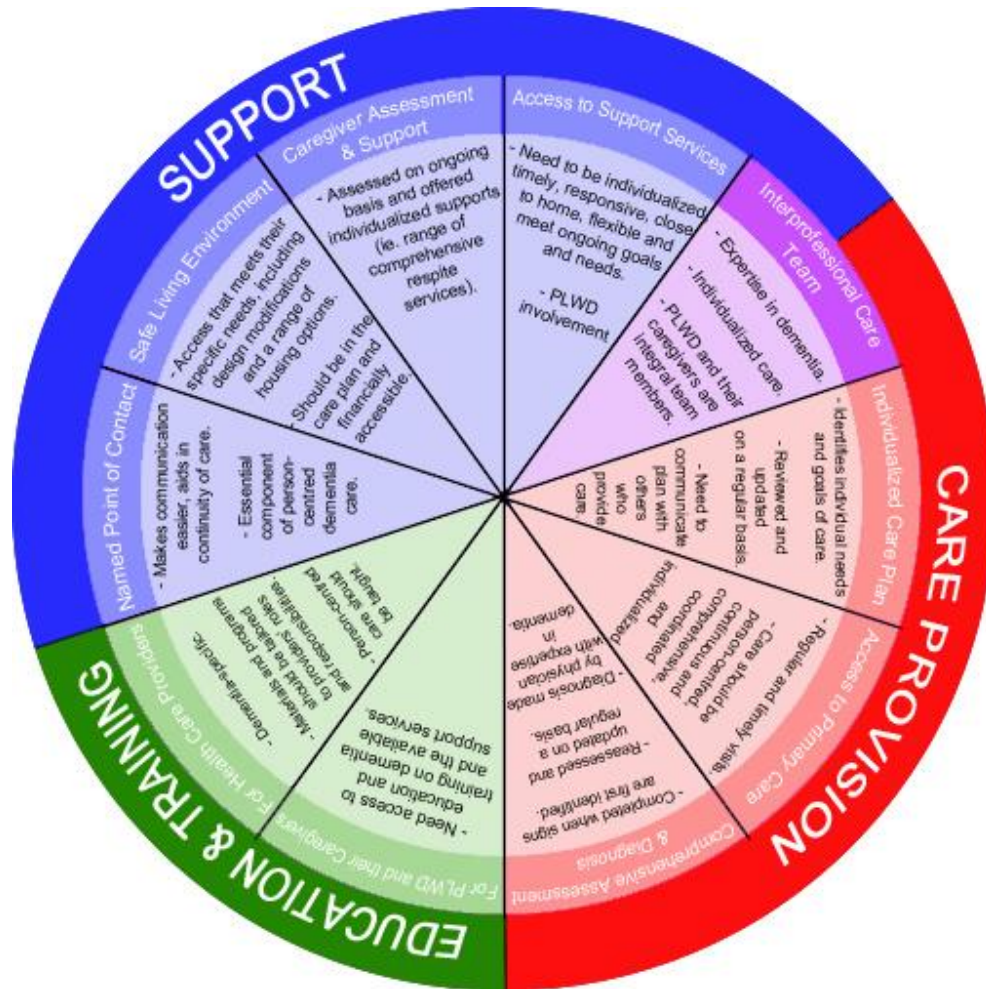 SUPPORT
CARE PROVISION
EDUCATION & TRAINING
Access to Support Services
- Need to be individualized,
timely, responsive, close
to home, flexible and
meet ongoing goals
and needs.
- PLWD
involvement
Interprofessional Care
Team
- Expertise in dementia.
- Individualized care.
- PLWD and their
caregivers are
integral team
members.
Individualized Care Plan
- Identifies individual needs
and goals of care.
- Reviewed and
updated
on a regular basis.
- Need to
communicate
plan with
others
who
provide
care
Access to Primary Care
- Regular and timely visits.
- Care should be
person-centred,
continuous and
comprehensive,
coordinated
and
individualized
Comprehensive Assessment
& Diagnosis
- Completed when signs
are first identified.
- Reassessed and
updated on a
regular basis.
- Diagnosis made
by physician
with expertise
in
dementia.
For PLWD and their Caregivers
- Need access to
education and
training on dementia
and the available
support services.
For Health Care Providers
- Dementia-specific.
- Materials and programs
should be tailored
to providers' roles
and responsibilities.
- Person-centred
care should
be taught.
Named Point of Contact
- Makes communication
easier, aids in
continuity of care.
- Essential
component
of person-
centred
dementia
care.
Safe Living Environment
- Access that meets their
specific needs, including
design modifications
and a range of
housing options.
- Should be in the
care plan and
financially
accessible.
Caregiver Assessment
& Support
- Assessed on ongoing
basis and offered
individualized supports
(ie. range of
comprehensive
respite
services).